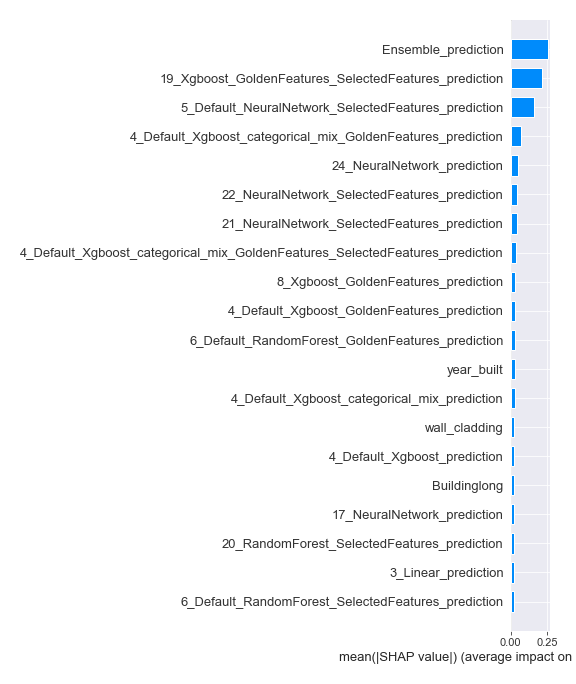 Ensemble_prediction
19_Xgboost_GoldenFeatures_SelectedFeatures_prediction
5_Default_NeuralNetwork_SelectedFeatures_prediction
4_Default_Xgboost_categorical_mix_GoldenFeatures_prediction
24_NeuralNetwork_prediction
22_NeuralNetwork_SelectedFeatures_prediction
21_NeuralNetwork_SelectedFeatures_prediction
4_Default_Xgboost_categorical_mix_GoldenFeatures_SelectedFeatures_prediction
8_Xgboost_GoldenFeatures_prediction
4_Default_Xgboost_GoldenFeatures_prediction
6_Default_RandomForest_GoldenFeatures_prediction
year_built
4_Default_Xgboost_categorical_mix_prediction
wall_cladding
4_Default_Xgboost_prediction
Buildinglong
17_NeuralNetwork_prediction
20_RandomForest_SelectedFeatures_prediction
3_Linear_prediction
6_Default_RandomForest_SelectedFeatures_prediction
0.00 0.25
mean(|SHAP value|) (average impact on